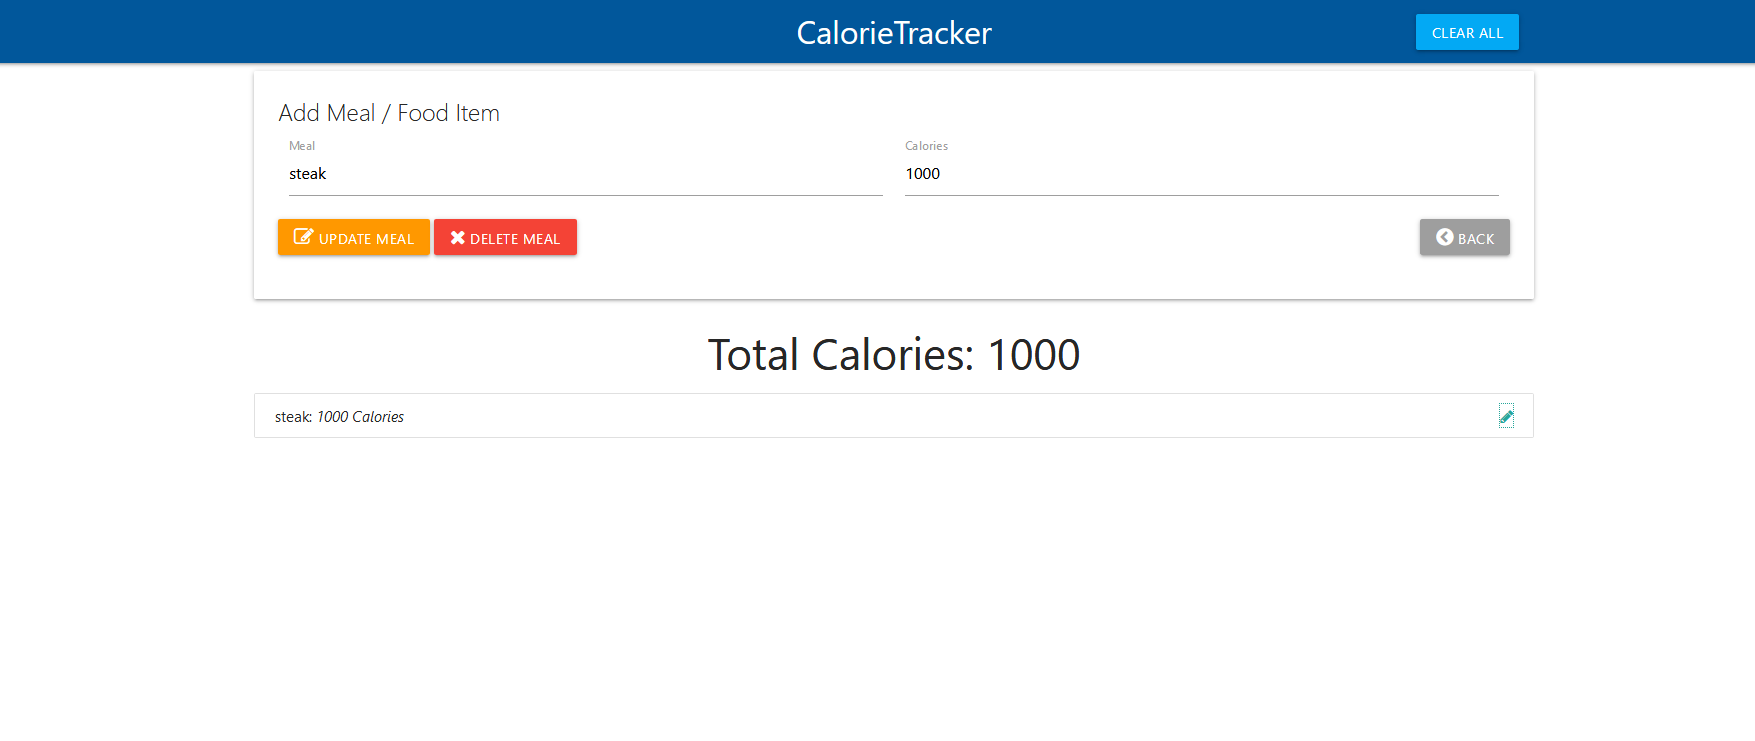 CalorieTracker
CLEAR ALL
Add Meal / Food Item
Meal
Calories
steak
1000
UPDATE MEAL
DELETE MEAL
BACK
Total Calories: 1000
steak: 1000 Calories